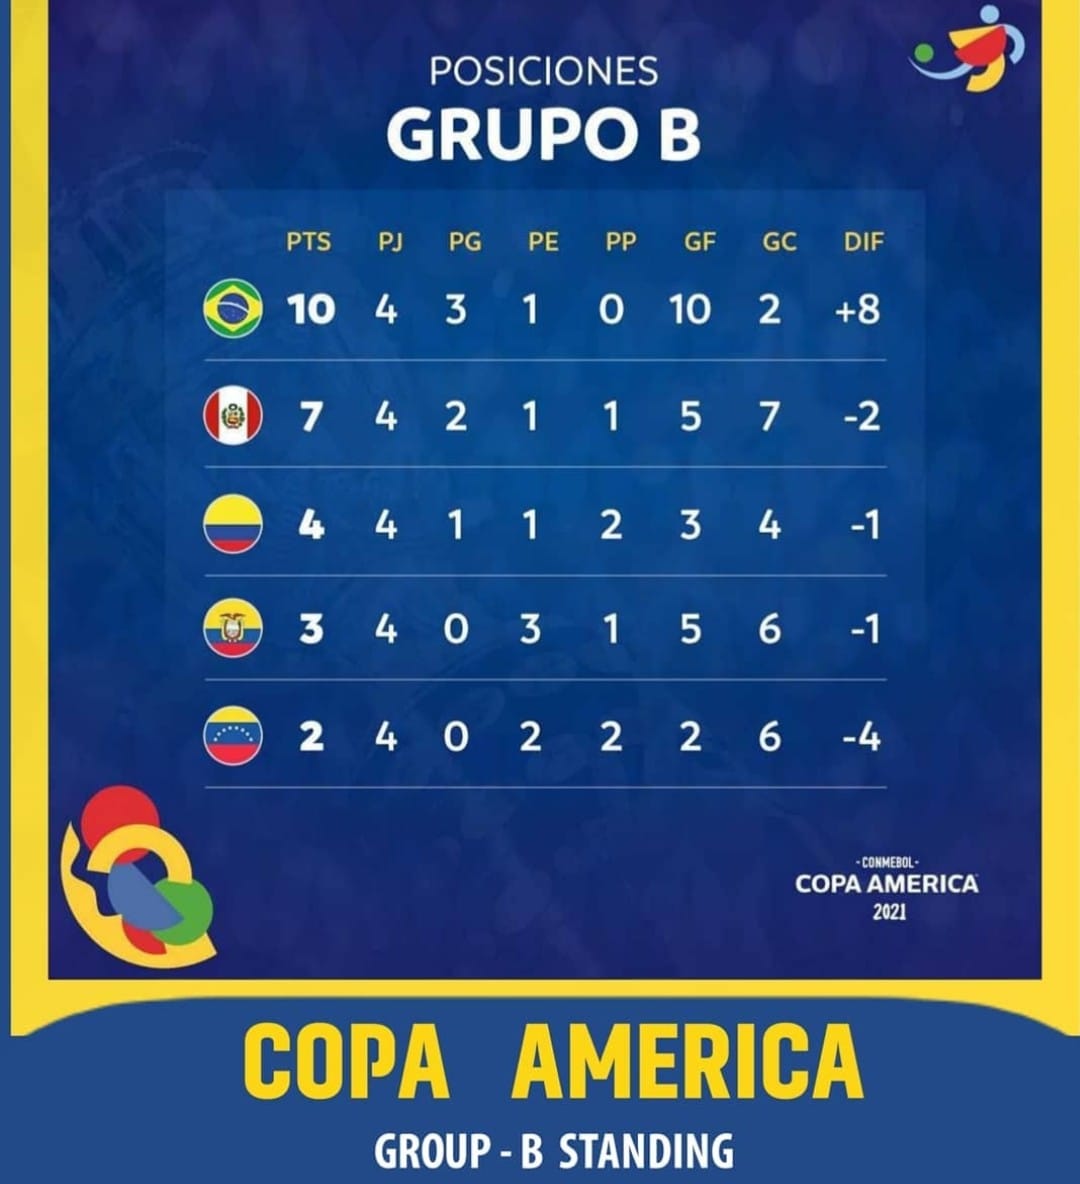 POSICIONES
GRUPO B
PTS PJ PG PE PP GF GC DIF
10 4 3 1 0 10 2 +8
7 4 2 1 1 5 7 -2
4 4 1 1 2 3 4 -1
3 4 0 3 1 5 6 -1
2 4 0 2 2 2 6 -4
-CONMEBOL-
COPA AMERICA
2021
COPA AMERICA
GROUP - B STANDING